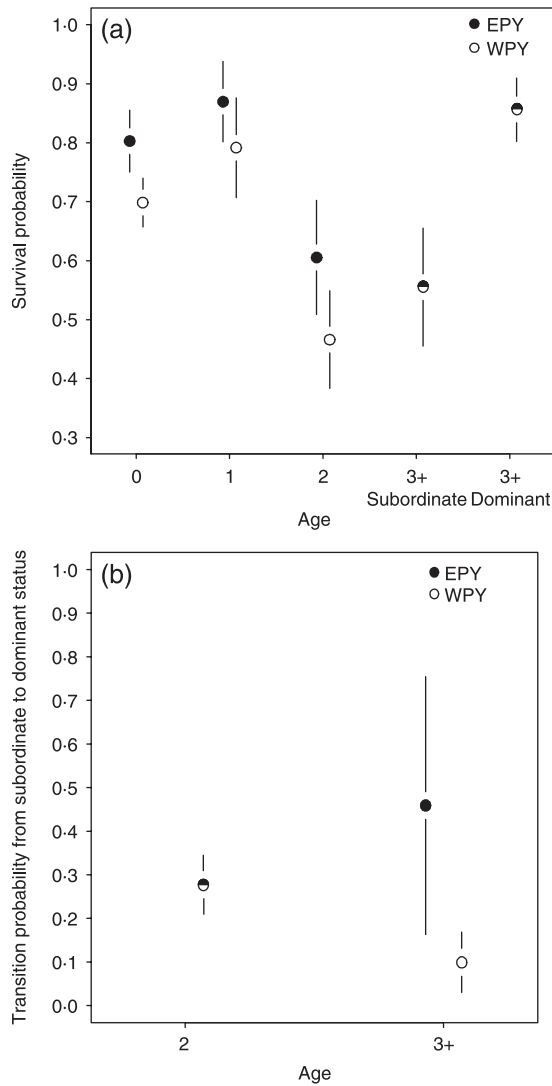 (a)
EPY
WPY
1·0
0·9
0·8
0·7
0·6
0·5
0·4
0·3
Survival probability
0 1 2 3+ 3+
Subordinate Dominant
Age
(b)
EPY
WPY
1·0
0·9
0·8
0·7
0·6
0·5
0·4
0·3
0·2
0·1
0·0
Transition probability from subordinate to dominant status
2 3+
Age